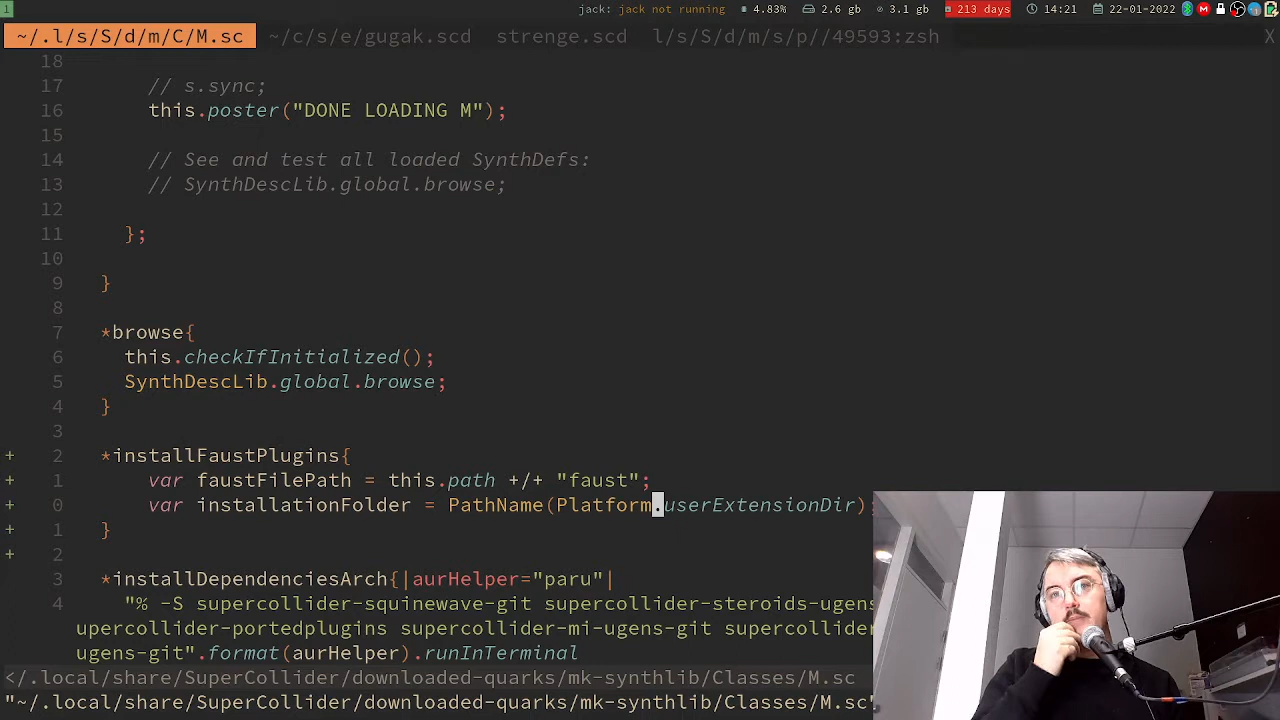 1 jack: jack not running 4.83% 2.6 gb 3.1 gb 213 days 14:21 22-01-2022
~/.l/s/S/d/m/C/M.sc ~/c/s/e/gugak.scd strenge.scd l/s/S/d/m/s/p//49593:zsh X
18
17 // s.sync;
16 this.poster("DONE LOADING M");
15
14 // See and test all loaded SynthDefs:
13 // SynthDescLib.global.browse;
12
11 };
10
9 }
8
7 *browse{
6 this.checkIfInitialized();
5 SynthDescLib.global.browse;
4 }
3
+ 2 *installFaustPlugins{
+ 1 var faustFilePath = this.path +/+ "faust";
+ 0 var installationFolder = PathName(Platform.userExtensionDir);
+ 1 }
+ 2
3 *installDependenciesArch{|aurHelper="paru"|
4 "% -S supercollider-squinewave-git supercollider-steroids-ugens
upercollider-portedplugins supercollider-mi-ugens-git supercollider
ugens-git".format(aurHelper).runInTerminal
</.local/share/SuperCollider/downloaded-quarks/mk-synthlib/Classes/M.sc
"~/.local/share/SuperCollider/downloaded-quarks/mk-synthlib/Classes/M.sc"